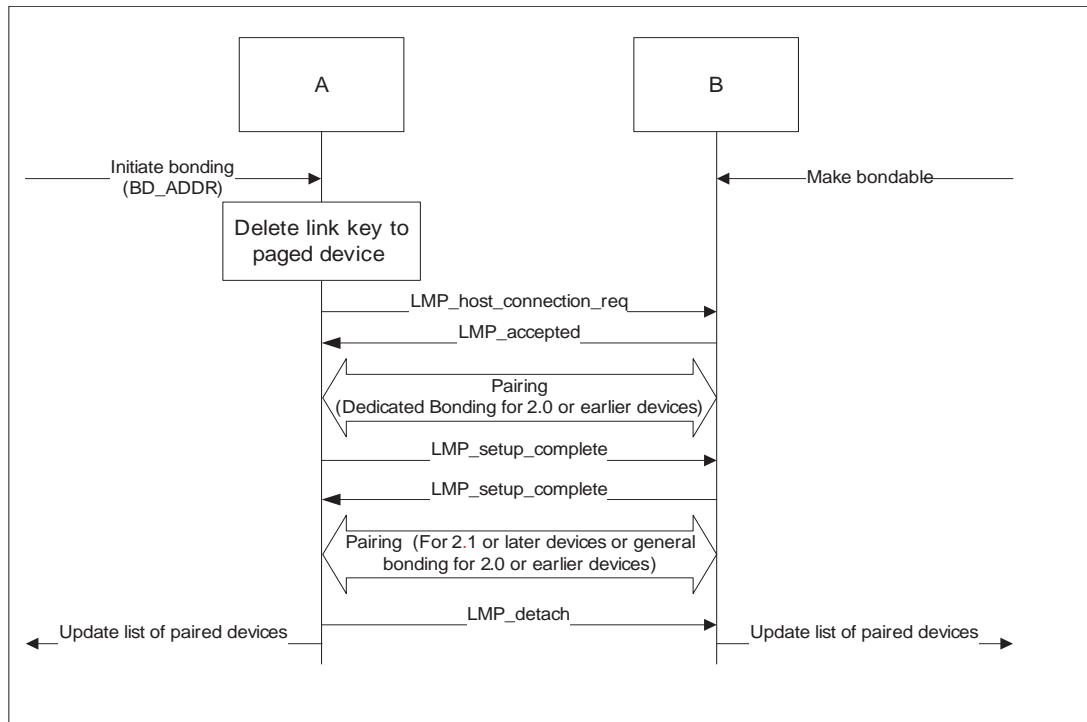 A
B
Initiate bonding
(BD_ADDR)
Make bondable
Delete link key to
paged device
LMP_host_connection_req
LMP_accepted
Pairing
(Dedicated Bonding for 2.0 or earlier devices)
LMP_setup_complete
LMP_setup_complete
Pairing (For 2.1 or later devices or general
bonding for 2.0 or earlier devices)
LMP_detach
Update list of paired devices
Update list of paired devices